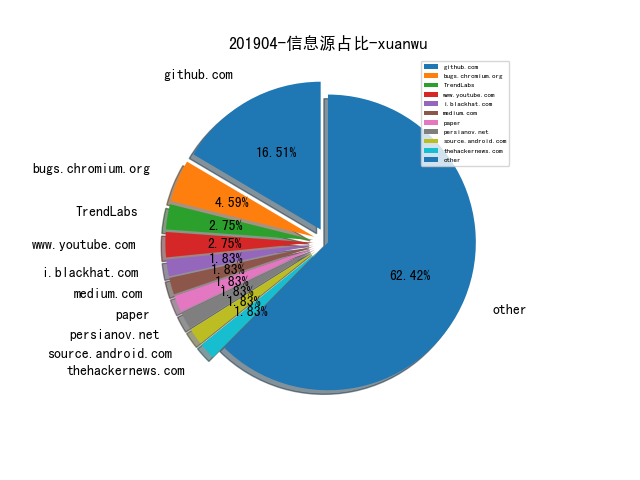 201904-信息源占比-xuanwu
github.com
bugs.chromium.org
TrendLabs
www.youtube.com
i.blackhat.com
medium.com
paper
persianov.net
source.android.com
thehackernews.com
other
16.51%
4.59%
2.75%
2.75%
1.83%
1.83%
1.83%
1.83%
1.83%
1.83%
62.42%
github.com
bugs.chromium.org
TrendLabs
www.youtube.com
i.blackhat.com
medium.com
paper
persianov.net
source.android.com
thehackernews.com
other